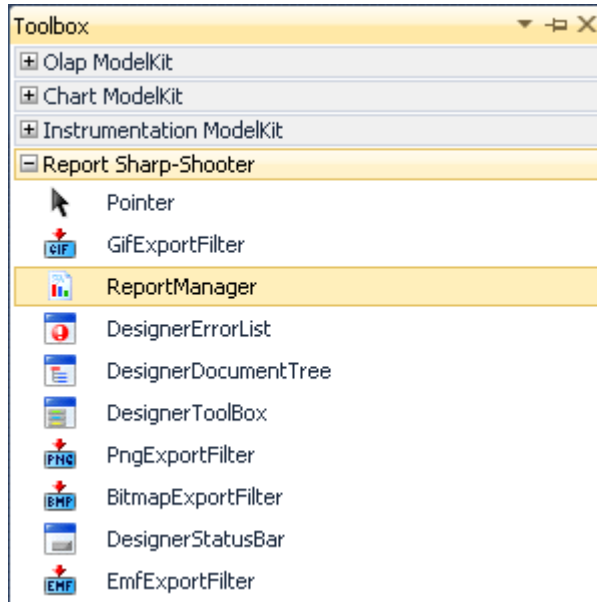 Toolbox
Olap ModelKit
Chart ModelKit
Instrumentation ModelKit
Report Sharp-Shooter
Pointer
GIF GifExportFilter
ReportManager
DesignerErrorList
DesignerDocumentTree
DesignerToolBox
PNG PngExportFilter
BMP BitmapExportFilter
DesignerStatusBar
EMF EmfExportFilter